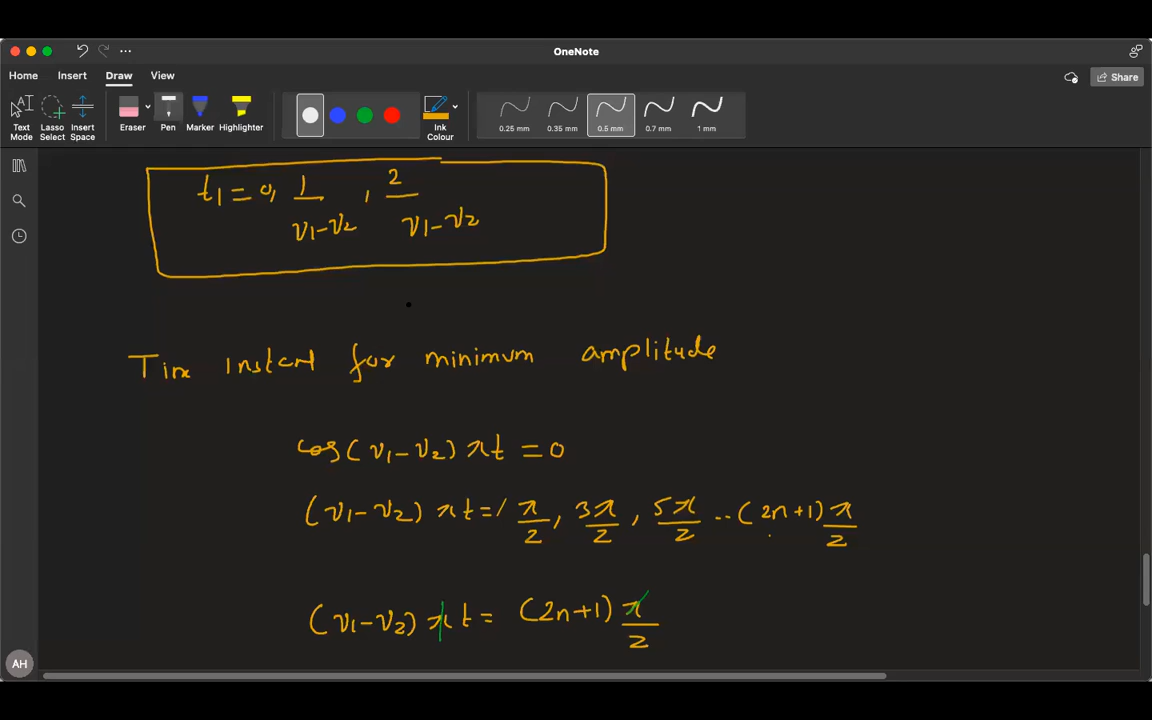 OneNote
Home Insert Draw View
Share
Text Mode Lasso Select Insert Space Eraser Pen Marker Highlighter Ink Colour 0.25 mm 0.35 mm 0.5 mm 0.7 mm 1 mm
t1 = 0, 1/(ν1-ν2) , 2/(ν1-ν2)
Time instant for minimum amplitude
cos(ν1-ν2) πt = 0
(ν1-ν2) πt = π/2, 3π/2, 5π/2 .. (2n+1) π/2
(ν1-ν2) πt = (2n+1) π/2
AH